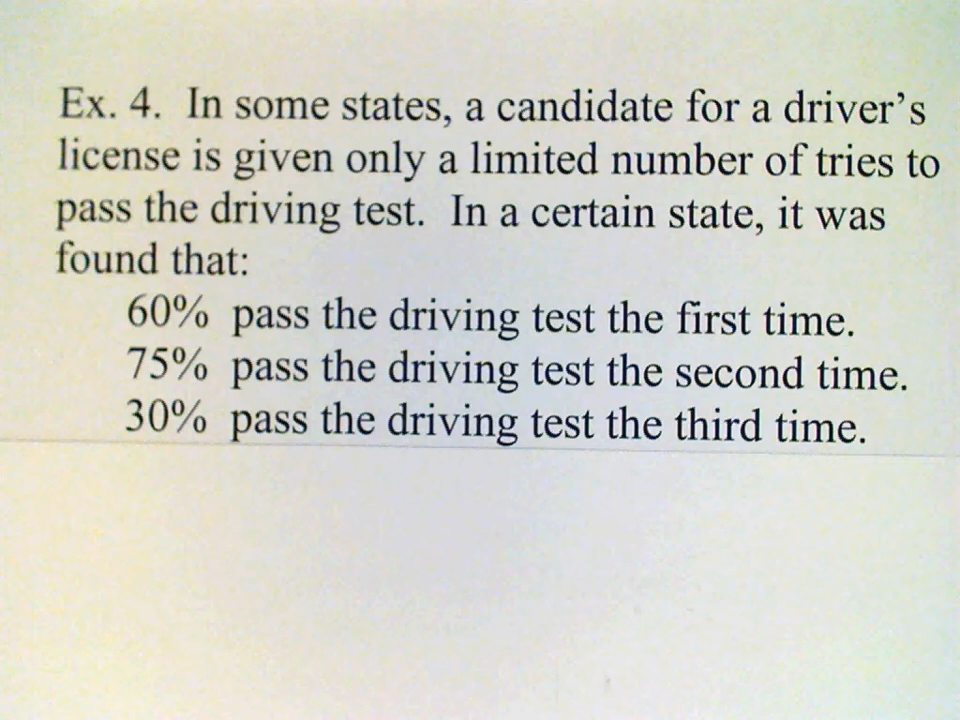 Ex. 4.  In some states, a candidate for a driver's
license is given only a limited number of tries to
pass the driving test.  In a certain state, it was
found that:
60%  pass the driving test the first time.
75%  pass the driving test the second time.
30%  pass the driving test the third time.